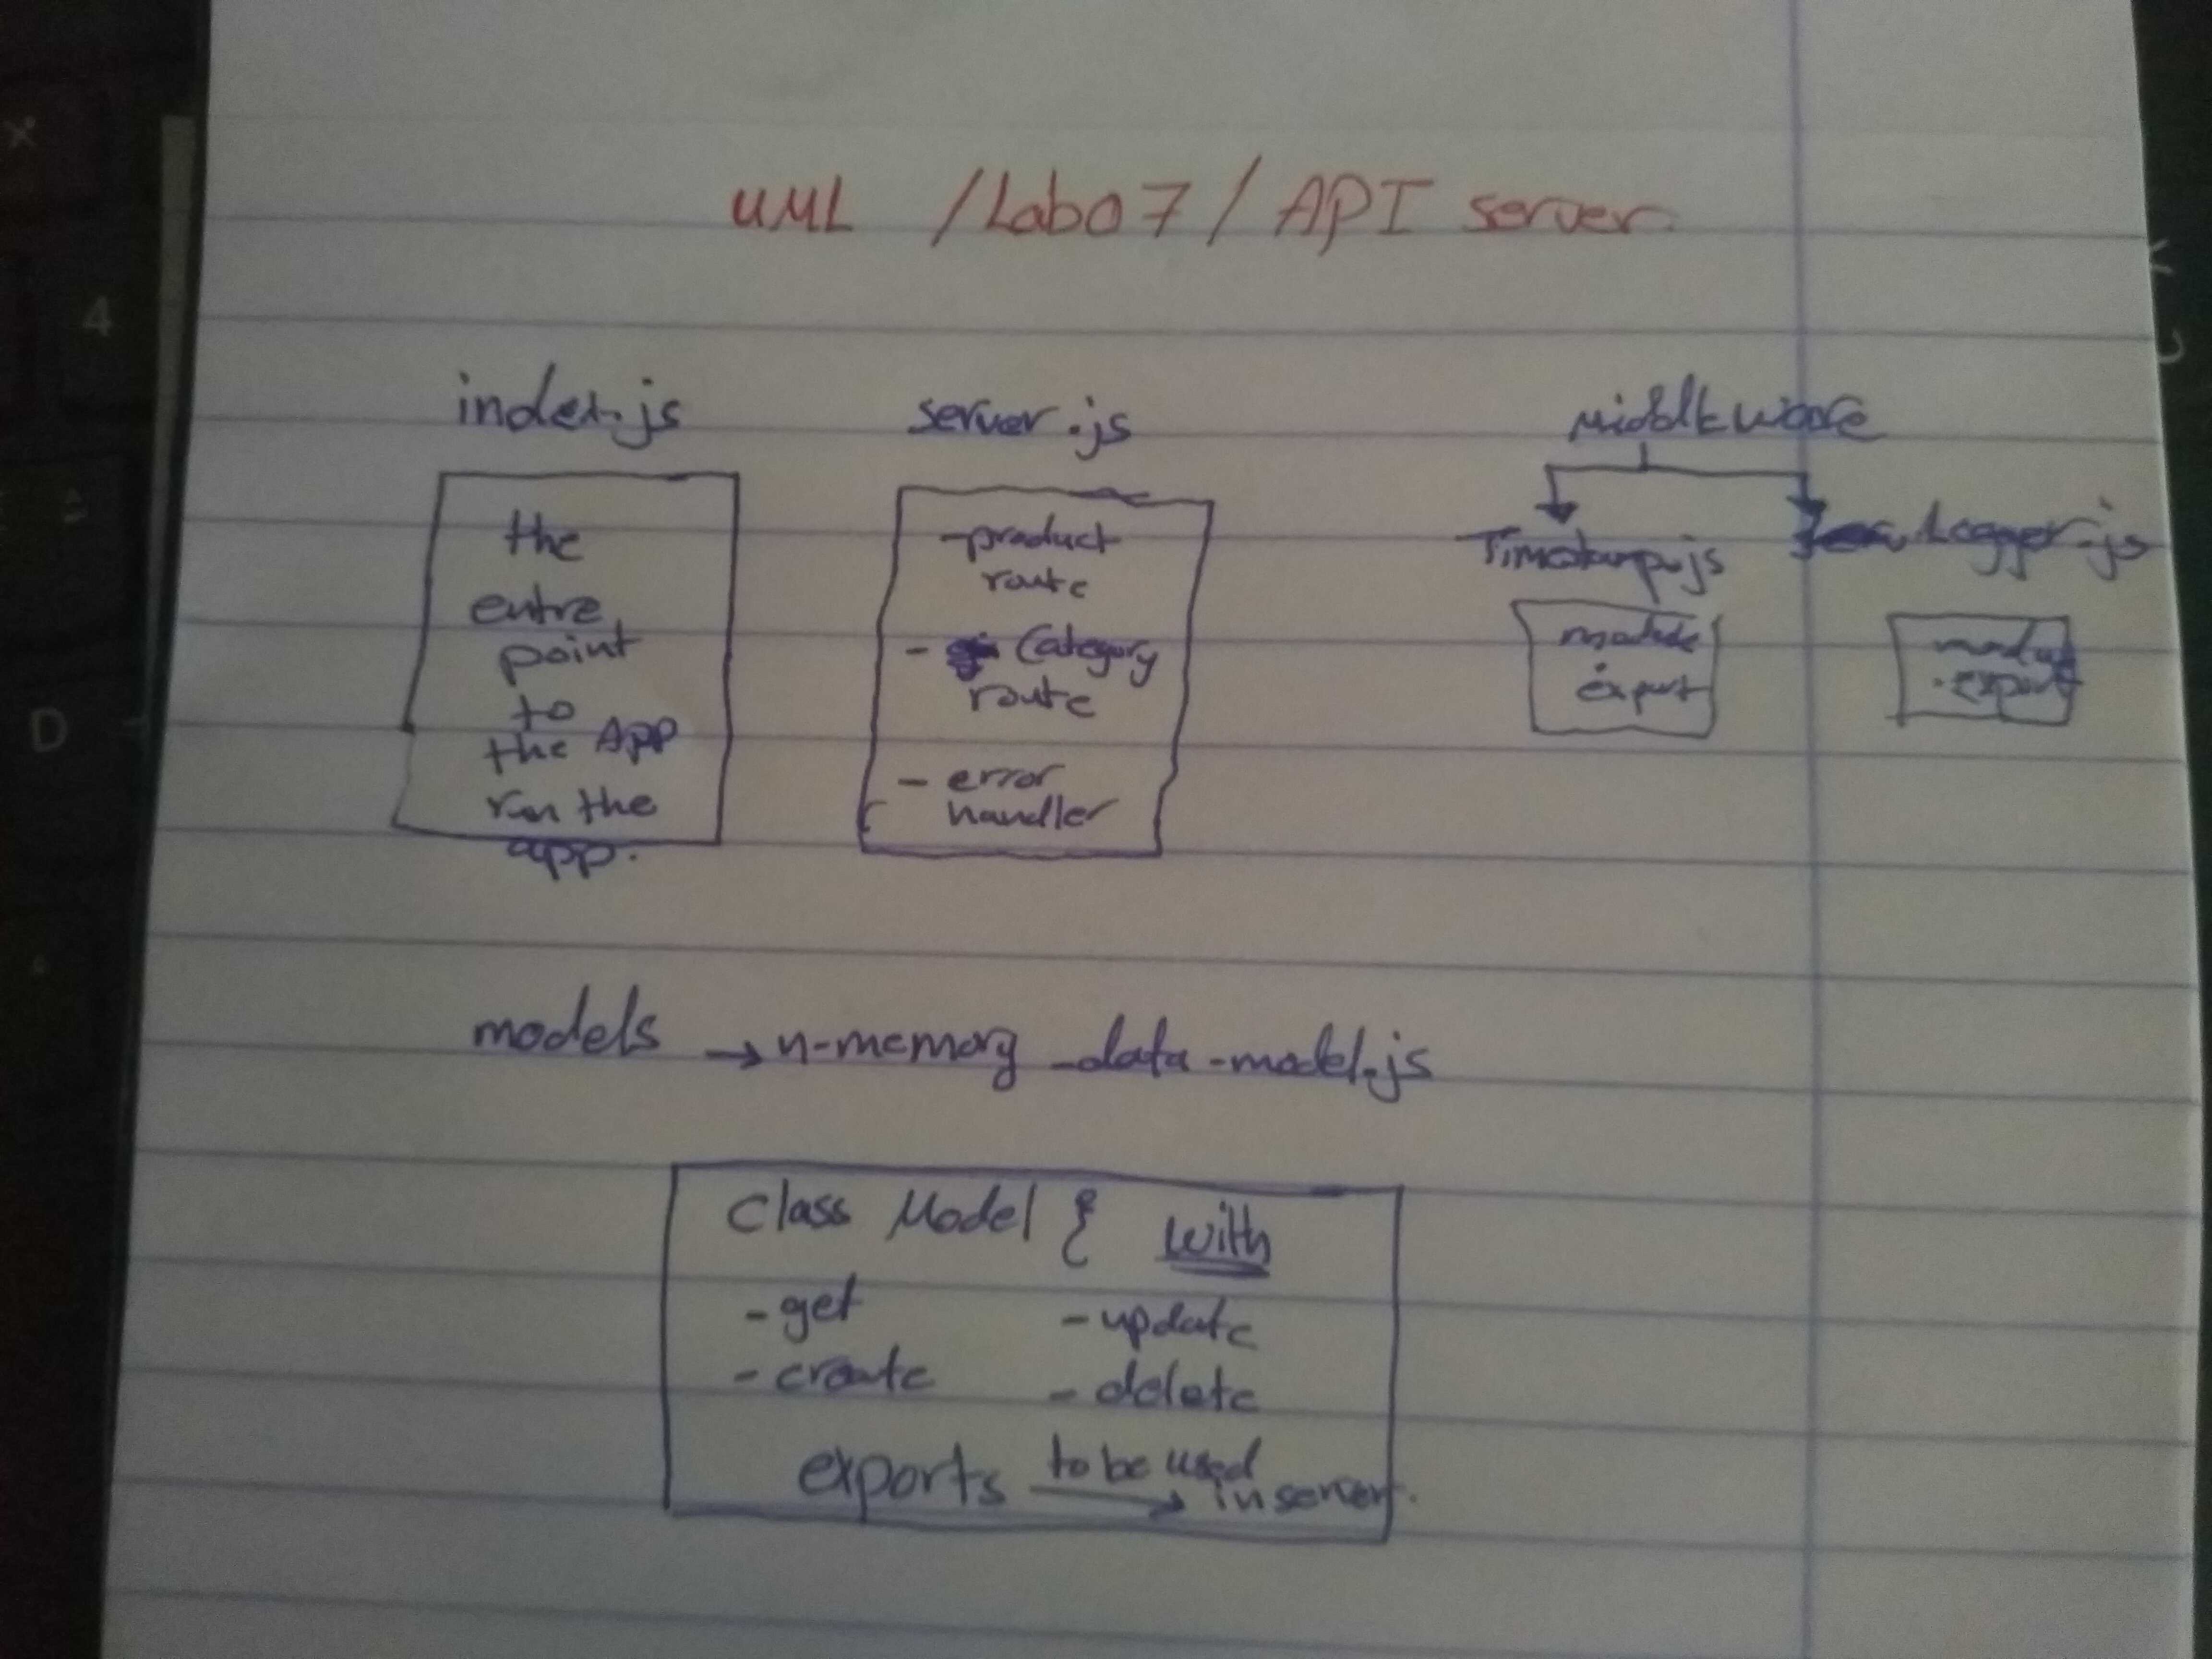 UML /Lab07/ API server
index.js
the
entre
point
to
the App
run the
app.
server.js
-product
route
- Category
route
- error
handler
Middleware
Timestamp.js
module
export
Logger.js
module
.export
models → n-memory -data -model.js
class Model { with
- get - update
- create - delete
exports to be used
→ in server.
4
D